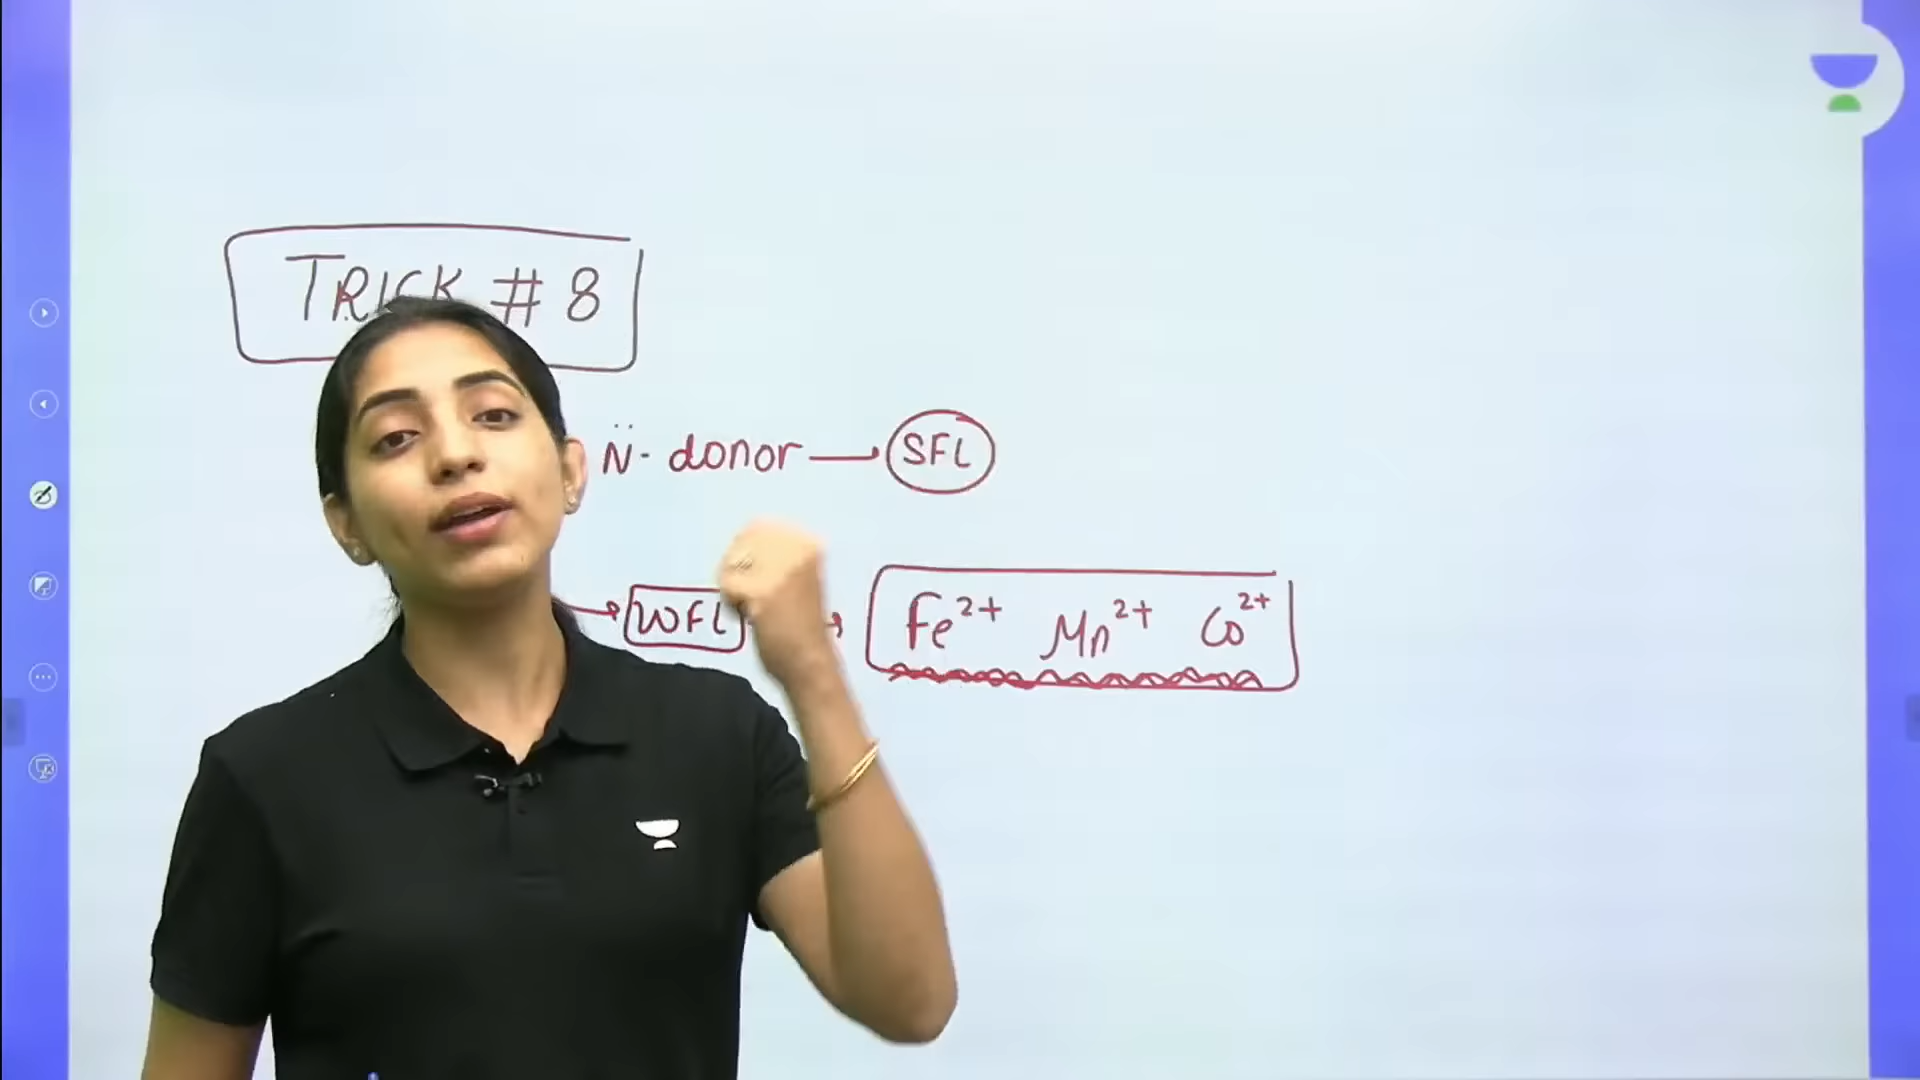 TRICK # 8
N̈- donor → SFL
→ WFL → Fe²⁺ Mn²⁺ Co²⁺